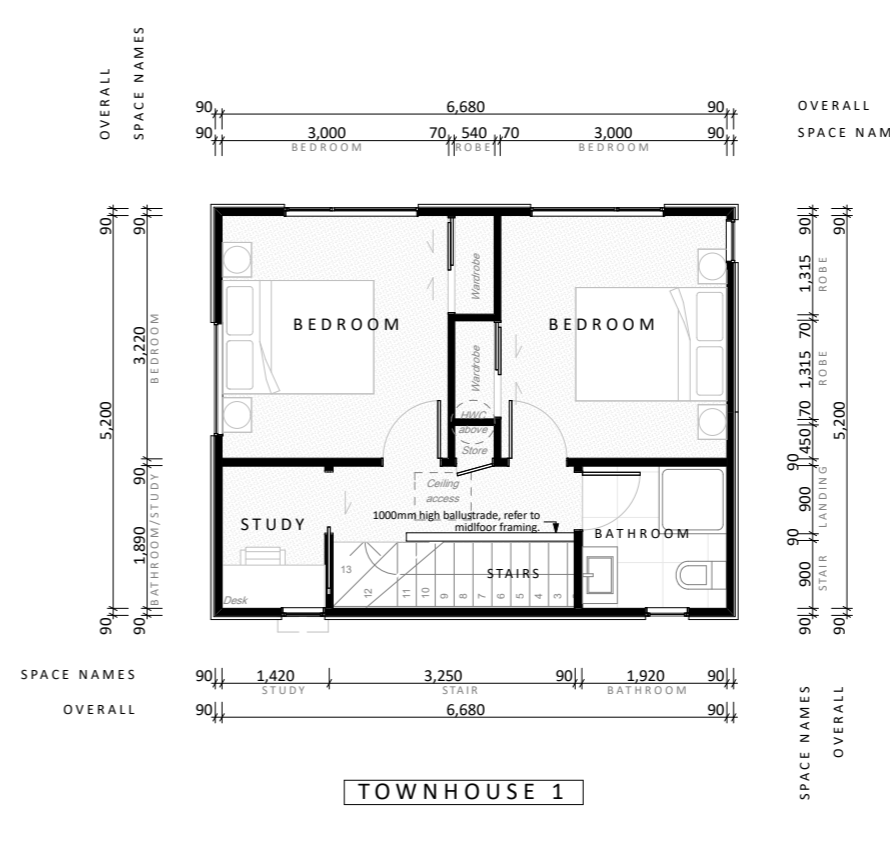 OVERALL
SPACE NAMES
90 6,680 90
OVERALL
90 3,000 70 540 70 3,000 90
SPACE NAM
BEDROOM ROBE BEDROOM
90
90
3,220
BEDROOM
5,200
90
1,890
BATHROOM/STUDY
90
90
90
90
1,315
ROBE
70
1,315
ROBE
70
450
90
900
LANDING
90
900
STAIR
90
5,200
90
Wardrobe
BEDROOM
BEDROOM
Wardrobe
HWC
above
Store
Ceiling
access
1000mm high ballustrade, refer to
midlfoor framing.
STUDY
BATHROOM
STAIRS
13
12
11
10
9
8
7
6
5
4
3
Desk
SPACE NAMES
90 1,420 3,250 90 1,920 90
STUDY STAIR BATHROOM
OVERALL
90 6,680 90
SPACE NAMES
OVERALL
TOWNHOUSE 1